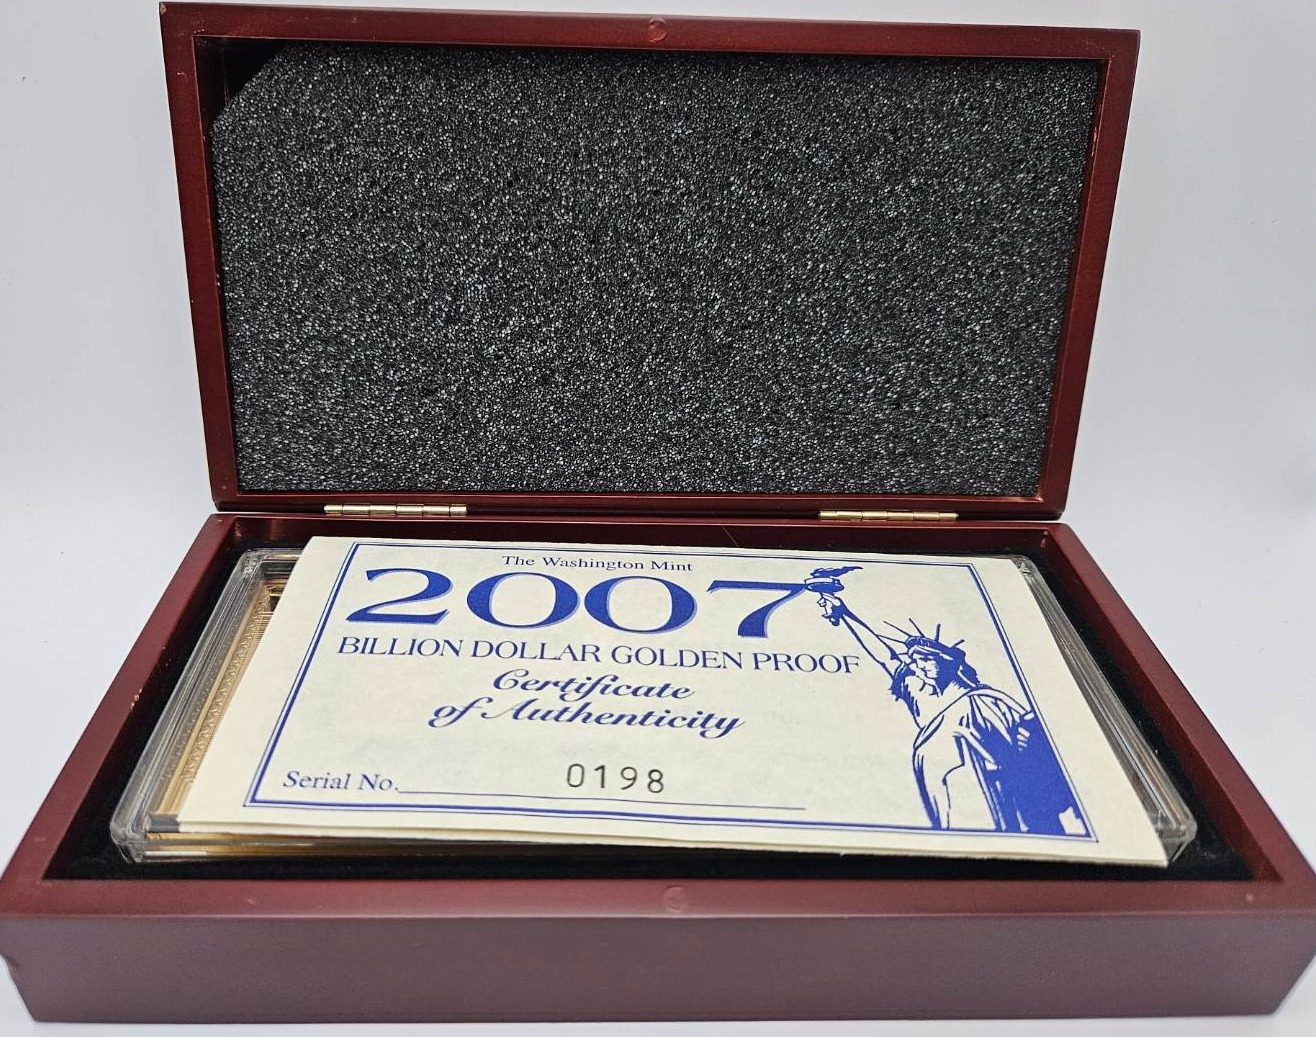 The Washington Mint
2007
BILLION DOLLAR GOLDEN PROOF
Certificate
of Authenticity
Serial No. 0198